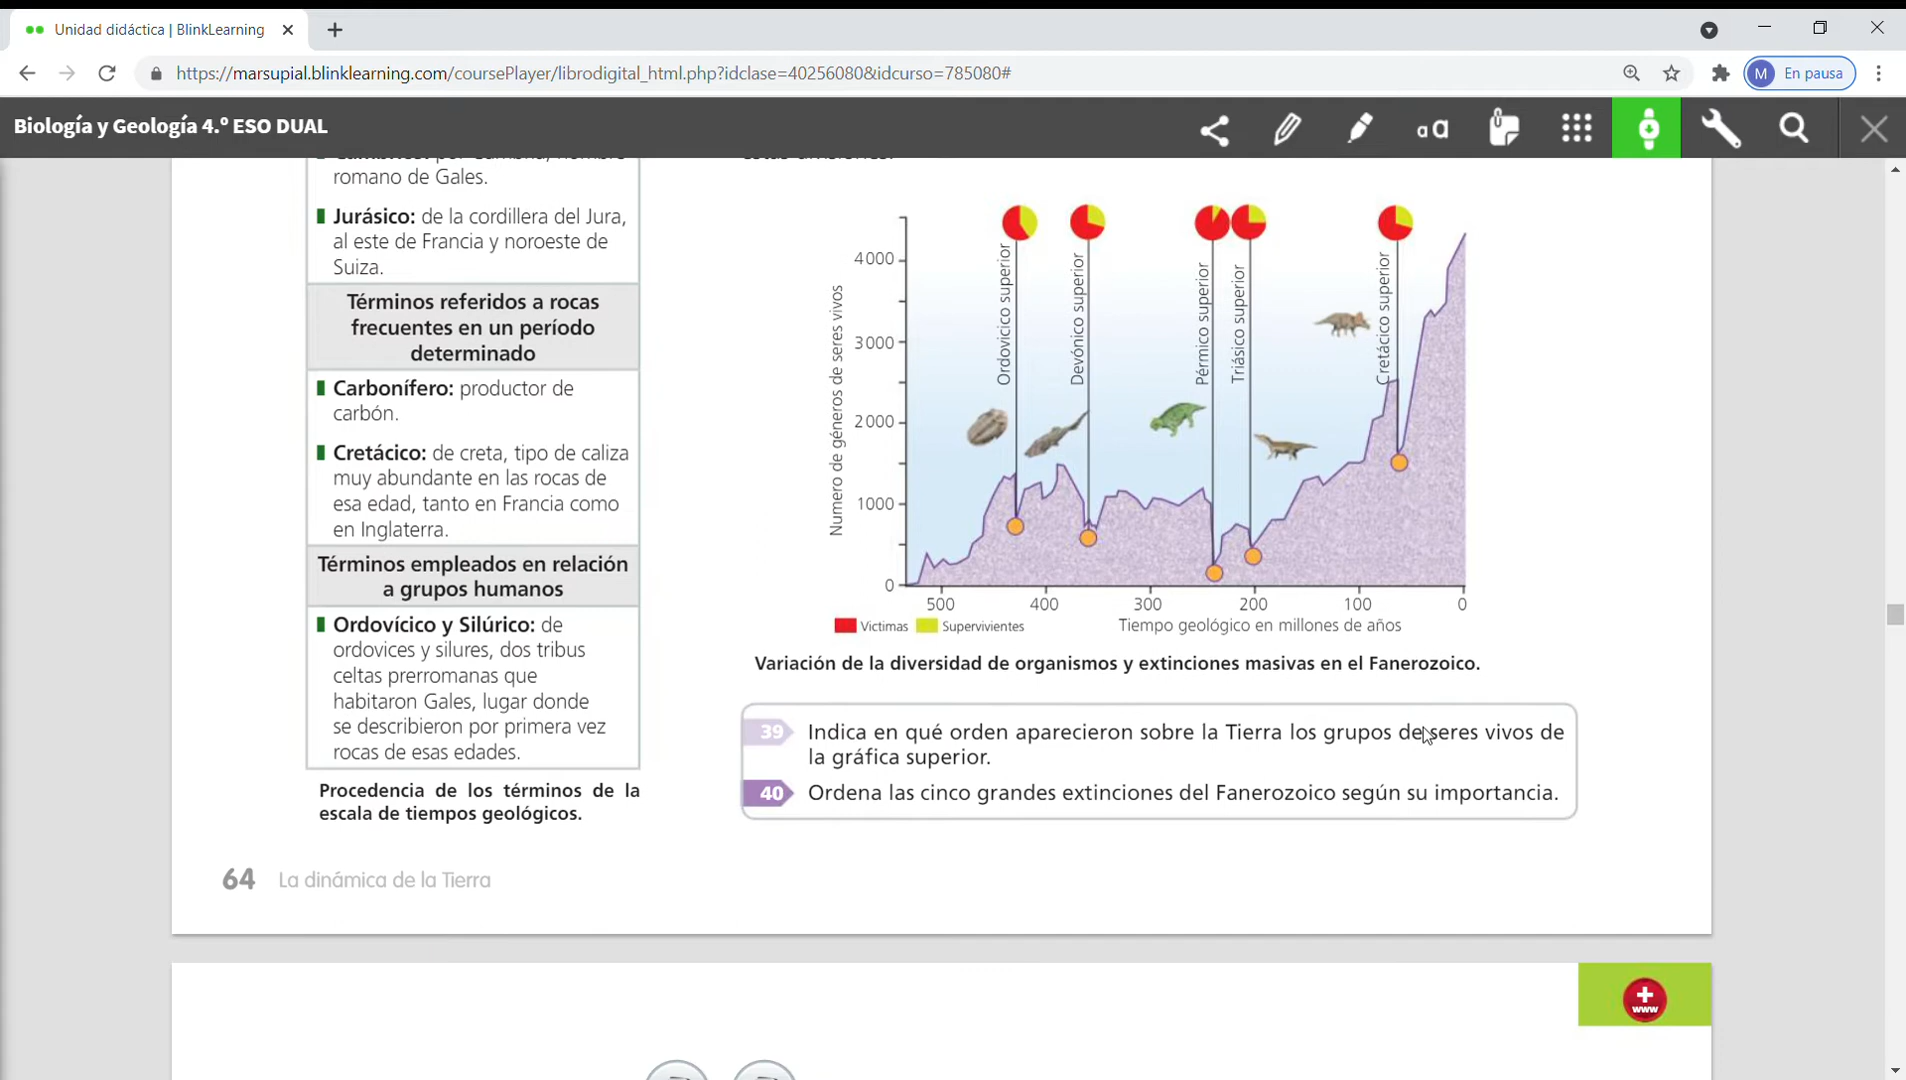 Unidad didáctica | BlinkLearning
https://marsupial.blinklearning.com/coursePlayer/librodigital_html.php?idclase=40256080&idcurso=785080#
M En pausa
Biología y Geología 4.º ESO DUAL
aa
romano de Gales.
Jurásico: de la cordillera del Jura,
al este de Francia y noroeste de
Suiza.
Términos referidos a rocas
frecuentes en un período
determinado
Carbonífero: productor de
carbón.
Cretácico: de creta, tipo de caliza
muy abundante en las rocas de
esa edad, tanto en Francia como
en Inglaterra.
Términos empleados en relación
a grupos humanos
Ordovícico y Silúrico: de
ordovices y silures, dos tribus
celtas prerromanas que
habitaron Gales, lugar donde
se describieron por primera vez
rocas de esas edades.
Procedencia de los términos de la
escala de tiempos geológicos.
64 La dinámica de la Tierra
Numero de géneros de seres vivos
4000
3000
2000
1000
0
Ordovicico superior
Devónico superior
Pérmico superior
Triásico superior
Cretácico superior
500 400 300 200 100 0
Victimas Supervivientes Tiempo geológico en millones de años
Variación de la diversidad de organismos y extinciones masivas en el Fanerozoico.
39 Indica en qué orden aparecieron sobre la Tierra los grupos de seres vivos de
la gráfica superior.
40 Ordena las cinco grandes extinciones del Fanerozoico según su importancia.
+
www